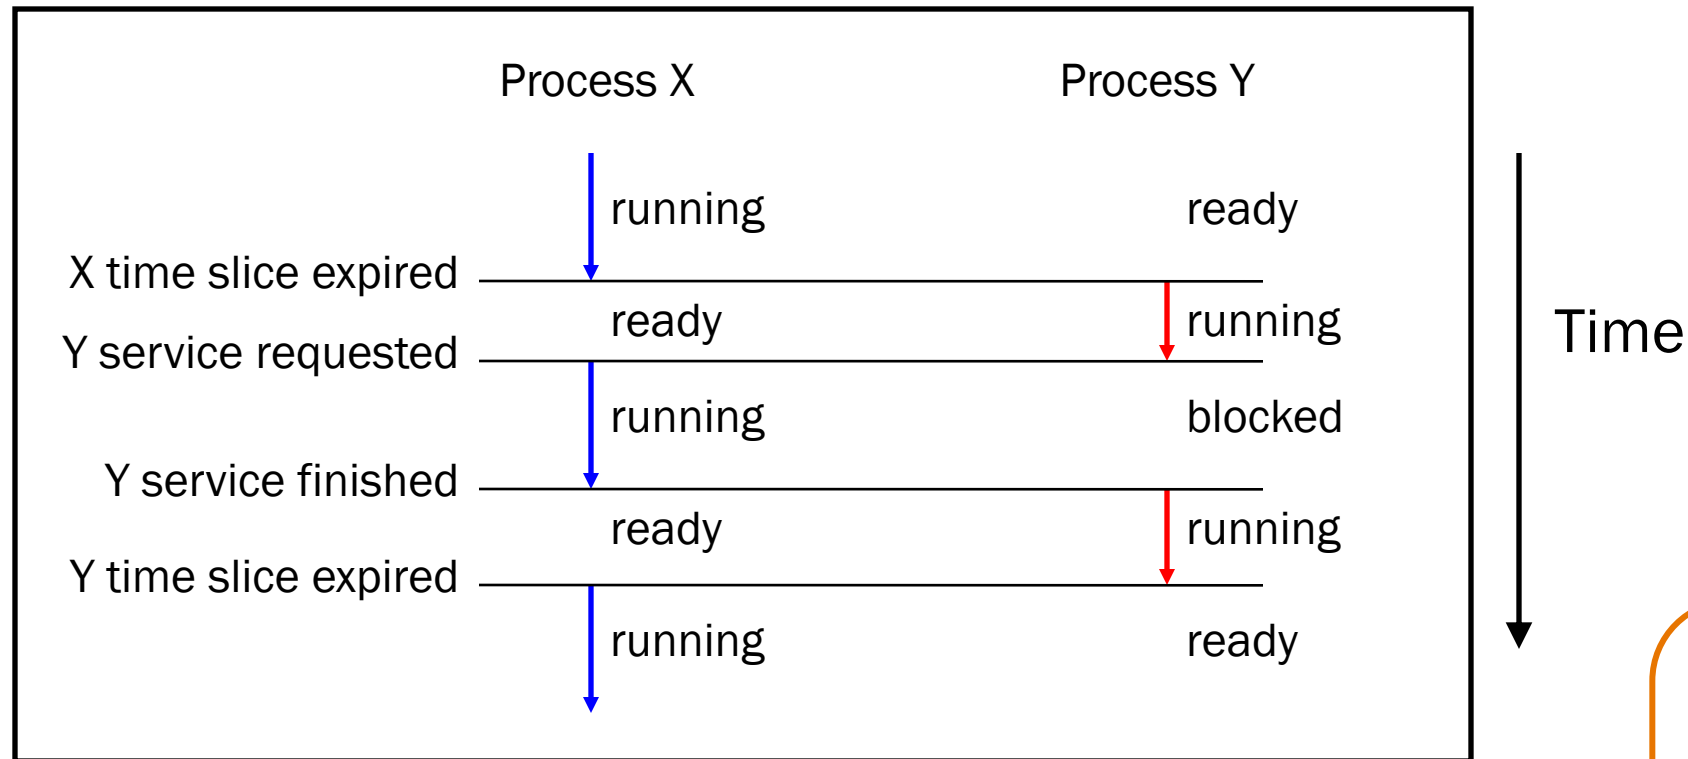 Process X Process Y
running ready
X time slice expired
ready running
Y service requested
Time
running blocked
Y service finished
ready running
Y time slice expired
running ready